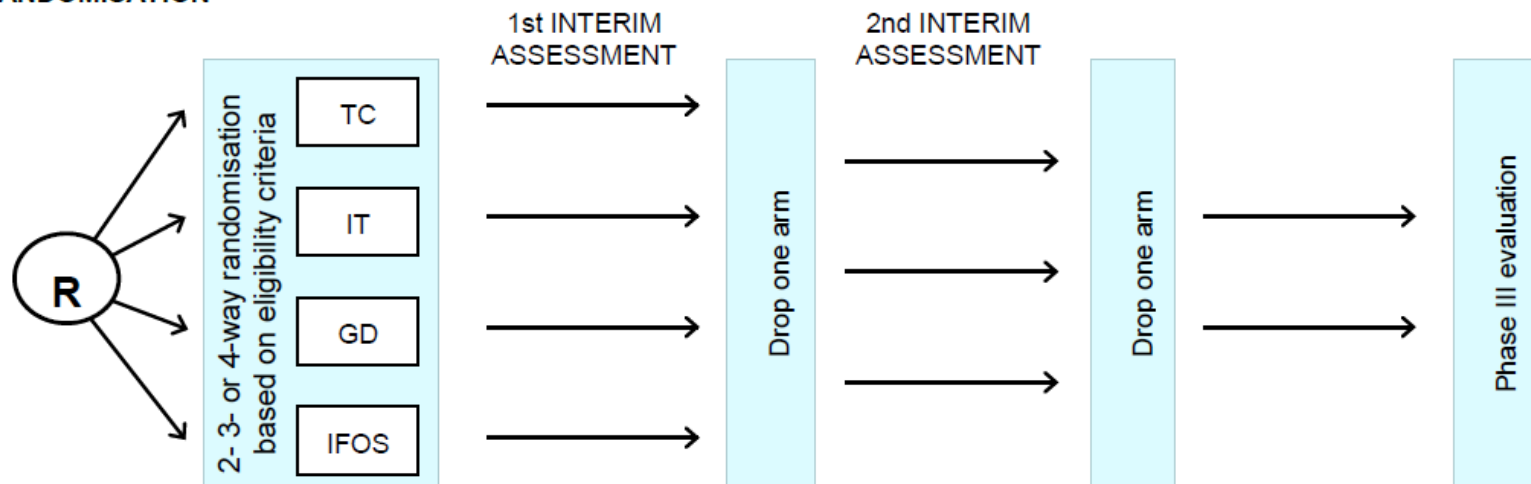 1st INTERIM
ASSESSMENT
2nd INTERIM
ASSESSMENT
R
2- 3- or 4-way randomisation
based on eligibility criteria
TC
IT
GD
IFOS
Drop one arm
Drop one arm
Phase III evaluation